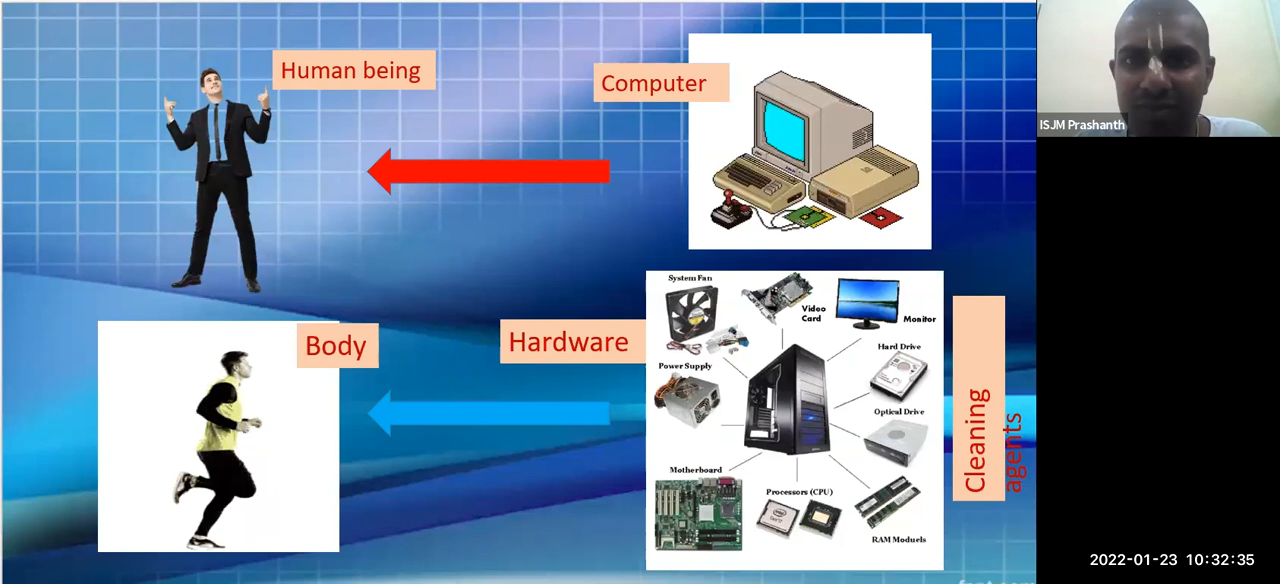 Human being
Computer
ISJM Prashanth
System Fan
Video
Card
Monitor
Body
Hardware
Hard Drive
Power Supply
Optical Drive
Cleaning
agents
Motherboard
Processors (CPU)
RAM Moduels
2022-01-23 10:32:35